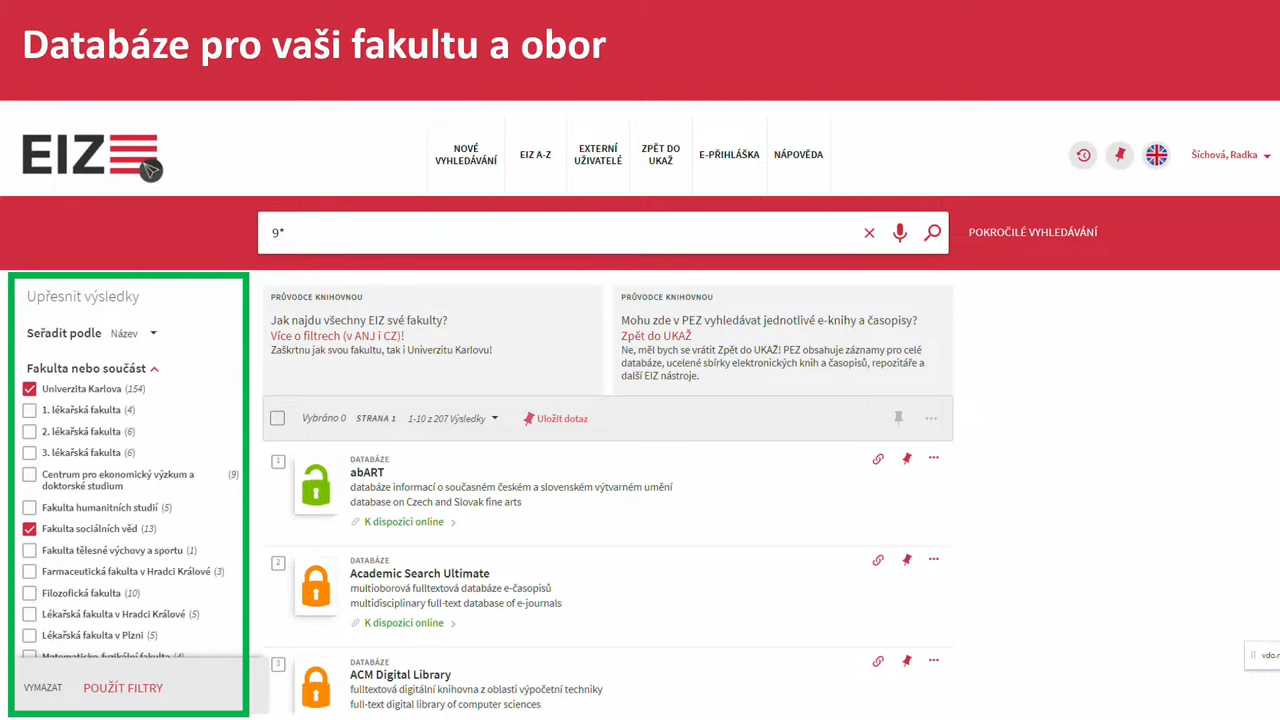 Databáze pro vaši fakultu a obor
EIZ
NOVÉ
VYHLEDÁVÁNÍ
EIZ A-Z
EXTERNÍ
UŽIVATELÉ
ZPĚT DO
UKAŽ
E-PŘIHLÁŠKA
NÁPOVĚDA
Šíchová, Radka
9*
POKROČILÉ VYHLEDÁVÁNÍ
Upřesnit výsledky
Seřadit podle Název
Fakulta nebo součást
Univerzita Karlova (154)
1. lékařská fakulta (4)
2. lékařská fakulta (6)
3. lékařská fakulta (6)
Centrum pro ekonomický výzkum a (9)
doktorské studium
Fakulta humanitních studií (5)
Fakulta sociálních věd (13)
Fakulta tělesné výchovy a sportu (1)
Farmaceutická fakulta v Hradci Králové (3)
Filozofická fakulta (10)
Lékařská fakulta v Hradci Králové (5)
Lékařská fakulta v Plzni (5)
Matematicko-fyzikální fakulta (4)
VYMAZAT POUŽÍT FILTRY
PRŮVODCE KNIHOVNOU
Jak najdu všechny EIZ své fakulty?
Více o filtrech (v ANJ i CZ)!
Zaškrtnu jak svou fakultu, tak i Univerzitu Karlovu!
PRŮVODCE KNIHOVNOU
Mohu zde v PEZ vyhledávat jednotlivé e-knihy a časopisy?
Zpět do UKAŽ
Ne, měl bych se vrátit Zpět do UKAŽ! PEZ obsahuje záznamy pro celé
databáze, ucelené sbírky elektronických knih a časopisů, repozitáře a
další EIZ nástroje.
Vybráno 0 STRANA 1 1-10 z 207 Výsledky Uložit dotaz
1
DATABÁZE
abART
databáze informací o současném českém a slovenském výtvarném umění
database on Czech and Slovak fine arts
K dispozici online
2
DATABÁZE
Academic Search Ultimate
multioborová fulltextová databáze e-časopisů
multidisciplinary full-text database of e-journals
K dispozici online
3
DATABÁZE
ACM Digital Library
fulltextová digitální knihovna z oblasti výpočetní techniky
full-text digital library of computer sciences